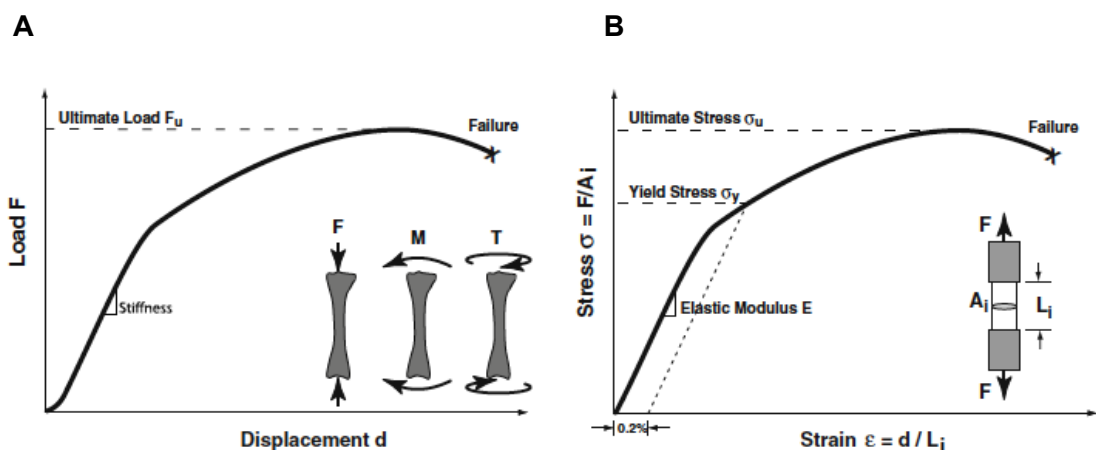 A
Ultimate Load Fu
Failure
Load F
F
M
T
Stiffness
Displacement d
B
Ultimate Stress σu
Failure
Yield Stress σy
Stress σ = F/Ai
Elastic Modulus E
F
Ai
Li
F
0.2%
Strain ε = d / Li